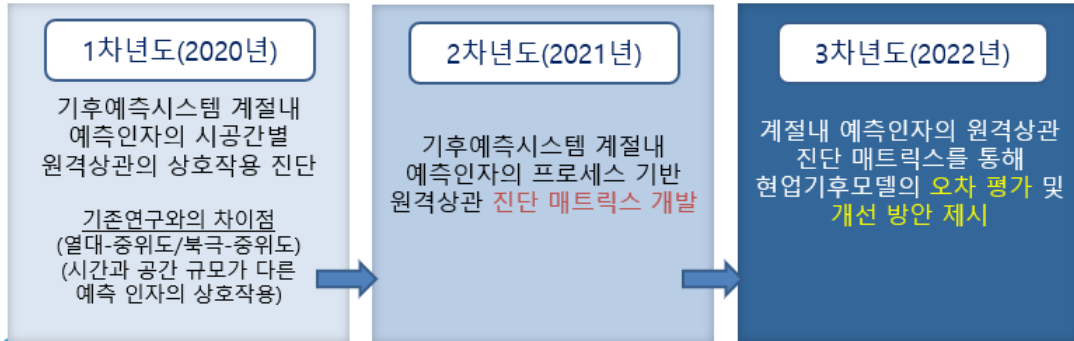 1차년도(2020년)
기후예측시스템 계절내
예측인자의 시공간별
원격상관의 상호작용 진단
기존연구와의 차이점
(열대-중위도/북극-중위도)
(시간과 공간 규모가 다른
예측 인자의 상호작용)
2차년도(2021년)
기후예측시스템 계절내
예측인자의 프로세스 기반
원격상관 진단 매트릭스 개발
3차년도(2022년)
계절내 예측인자의 원격상관
진단 매트릭스를 통해
현업기후모델의 오차 평가 및
개선 방안 제시